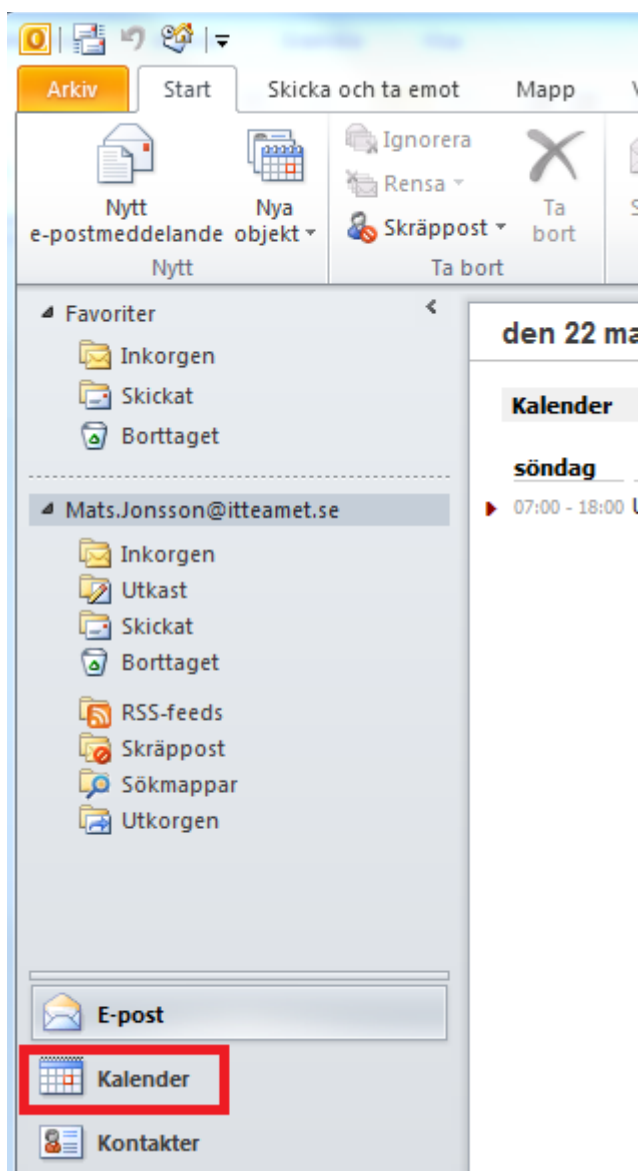 Arkiv Start Skicka och ta emot Mapp
Ignorera
Rensa
Skräppost
Nytt
e-postmeddelande
Nya
objekt
Ta
bort
Nytt
Ta bort
Favoriter
Inkorgen
Skickat
Borttaget
Mats.Jonsson@itteamet.se
Inkorgen
Utkast
Skickat
Borttaget
RSS-feeds
Skräppost
Sökmappar
Utkorgen
E-post
Kalender
Kontakter
den 22 ma
Kalender
söndag
07:00 - 18:00